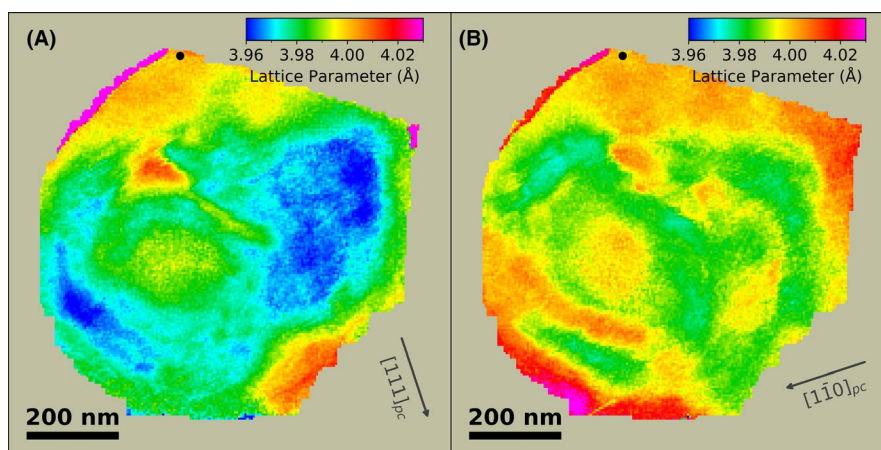 (A)
3.96 3.98 4.00 4.02
Lattice Parameter (Å)
[111]pc
200 nm
(B)
3.96 3.98 4.00 4.02
Lattice Parameter (Å)
[11̄0]pc
200 nm